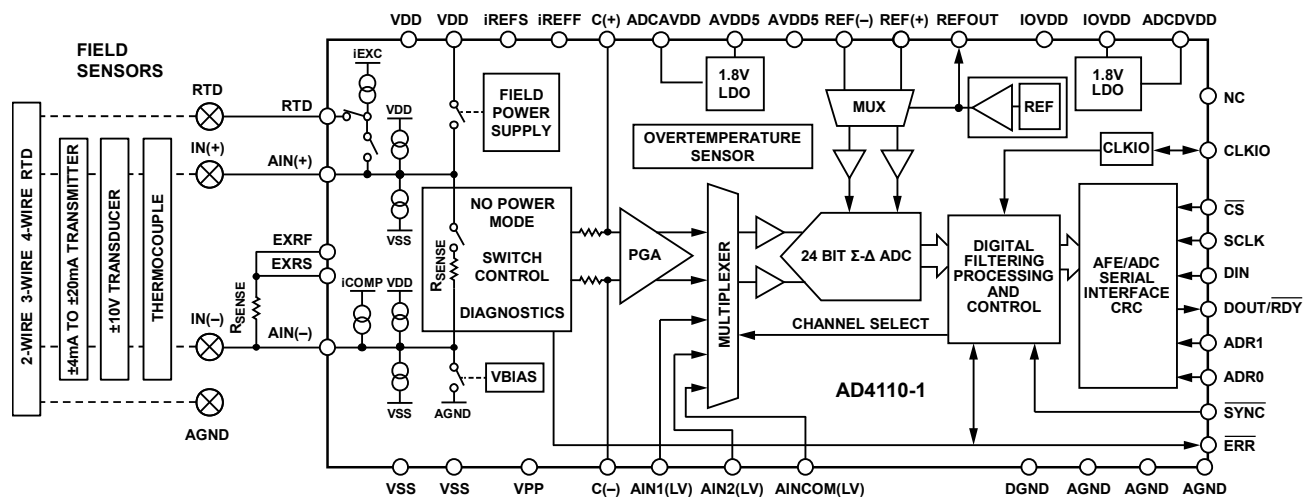 VDD VDD iREFS iREFF C(+) ADCAVDD AVDD5 AVDD5 REF(–) REF(+) REFOUT IOVDD IOVDD ADCDVDD
FIELD
SENSORS
2-WIRE 3-WIRE 4-WIRE RTD
±4mA TO ±20mA TRANSMITTER
±10V TRANSDUCER
THERMOCOUPLE
RTD
IN(+)
IN(–)
AGND
EXRF
EXRS
RSENSE
RTD
AIN(+)
AIN(–)
iEXC
VDD
VSS
iCOMP
VDD
VSS
FIELD
POWER
SUPPLY
RSENSE
NO POWER
MODE
SWITCH
CONTROL
DIAGNOSTICS
VBIAS
AGND
PGA
1.8V
LDO
OVERTEMPERATURE
SENSOR
MULTIPLEXER
MUX
REF
24 BIT Σ-Δ ADC
CHANNEL SELECT
DIGITAL
FILTERING
PROCESSING
AND
CONTROL
1.8V
LDO
CLKIO
AFE/ADC
SERIAL
INTERFACE
CRC
AD4110-1
NC
CLKIO
CS
SCLK
DIN
DOUT/RDY
ADR1
ADR0
SYNC
ERR
VSS VSS VPP C(–) AIN1(LV) AIN2(LV) AINCOM(LV) DGND AGND AGND AGND